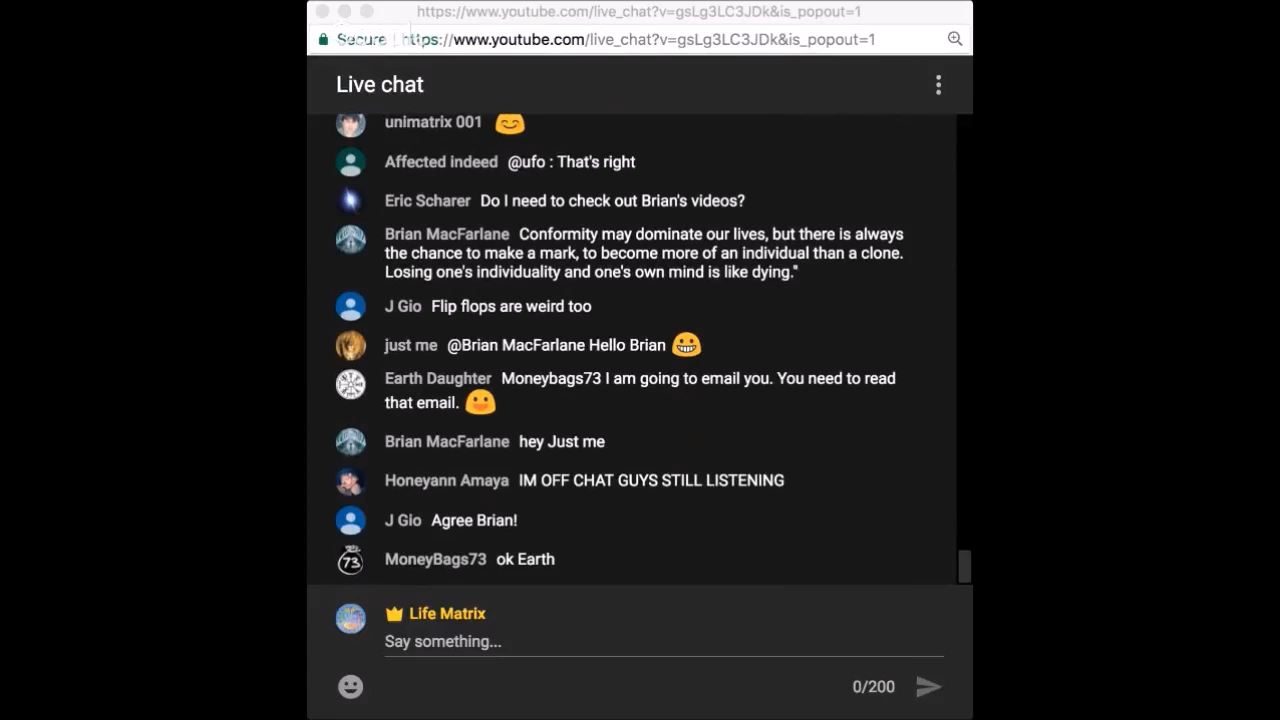 https://www.youtube.com/live_chat?v=gsLg3LC3JDk&is_popout=1
Secure https://www.youtube.com/live_chat?v=gsLg3LC3JDk&is_popout=1
Live chat
unimatrix 001
Affected indeed @ufo : That's right
Eric Scharer Do I need to check out Brian's videos?
Brian MacFarlane Conformity may dominate our lives, but there is always
the chance to make a mark, to become more of an individual than a clone.
Losing one's individuality and one's own mind is like dying."
J Gio Flip flops are weird too
just me @Brian MacFarlane Hello Brian
Earth Daughter Moneybags73 I am going to email you. You need to read
that email.
Brian MacFarlane hey Just me
Honeyann Amaya IM OFF CHAT GUYS STILL LISTENING
J Gio Agree Brian!
73 MoneyBags73 ok Earth
Life Matrix
Say something...
0/200